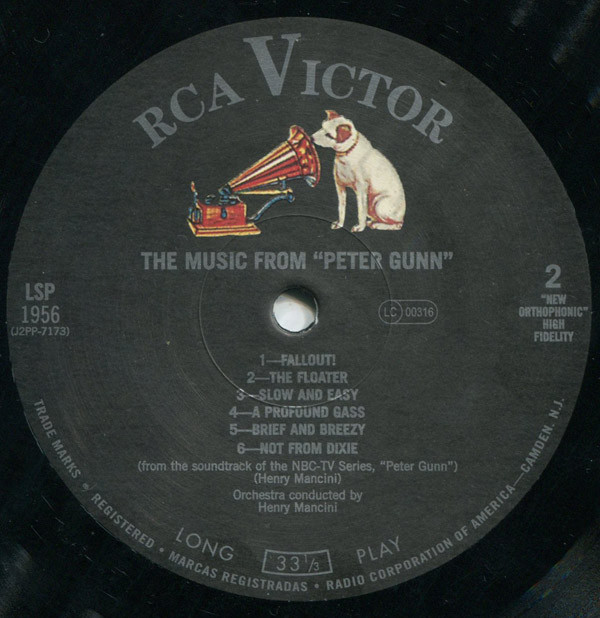 RCA VICTOR
THE MUSIC FROM "PETER GUNN"
LSP
1956
(J2PP-7173)
LC 00316
2
"NEW
ORTHOPHONIC"
HIGH
FIDELITY
1—FALLOUT!
2—THE FLOATER
3—SLOW AND EASY
4—A PROFOUND GASS
5—BRIEF AND BREEZY
6—NOT FROM DIXIE
(from the soundtrack of the NBC-TV Series, "Peter Gunn")
(Henry Mancini)
Orchestra conducted by
Henry Mancini
LONG 33 1/3 PLAY
TRADE MARKS ® REGISTERED • MARCAS REGISTRADAS • RADIO CORPORATION OF AMERICA—CAMDEN, N.J.